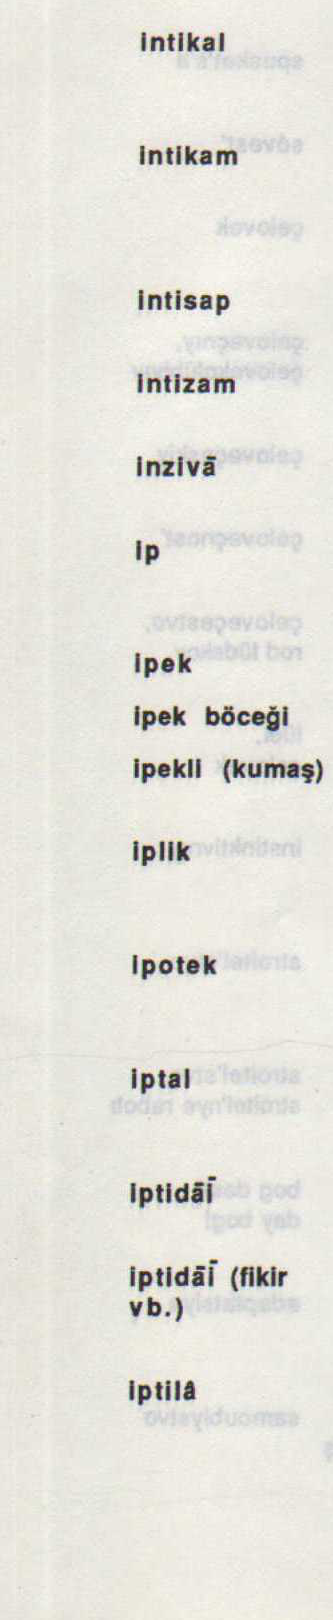 intikal
intikam
intisap
intizam
inzivā
ip
ipek
ipek böceği
ipekli (kumaş)
iplik
ipotek
iptal
iptidāī
iptidāī (fikir
vb.)
iptilâ